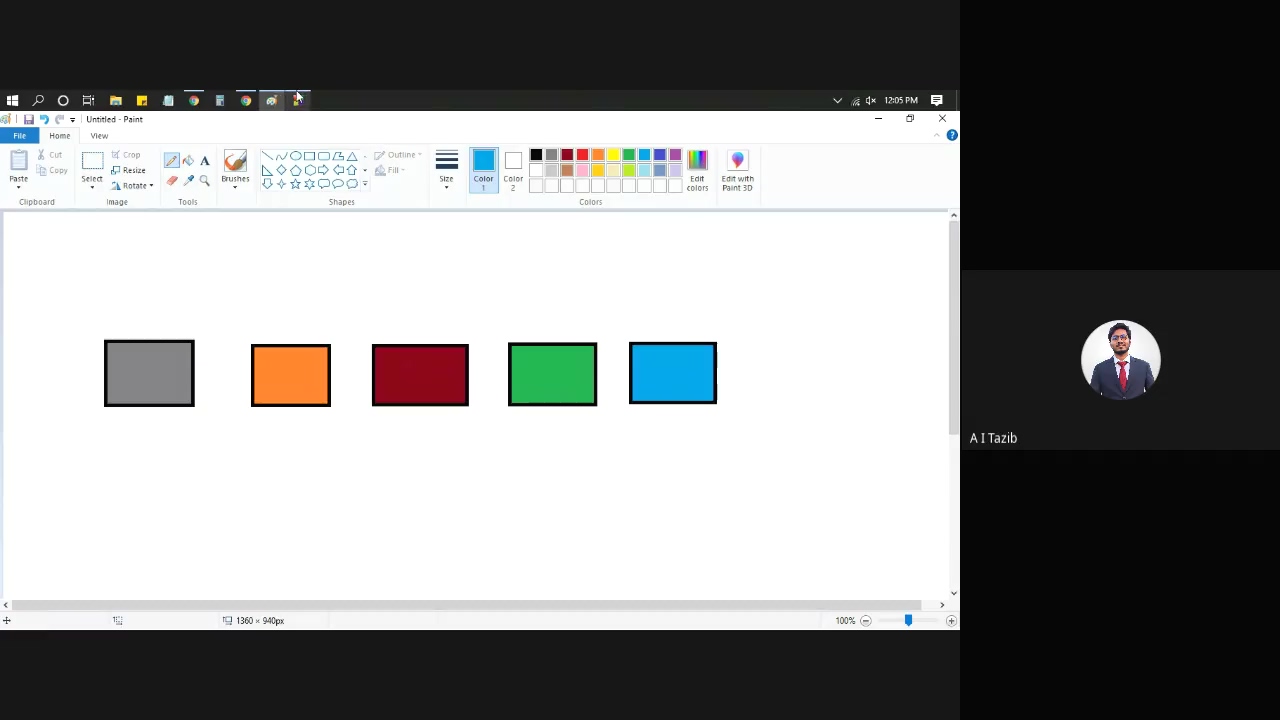 12:05 PM
Untitled - Paint
File Home View
Paste
Cut
Copy
Clipboard
Select
Crop
Resize
Rotate
Image
Tools
Brushes
Shapes
Outline
Fill
Size
Color
1
Color
2
Colors
Edit
colors
Edit with
Paint 3D
A I Tazib
1360 × 940px
100%